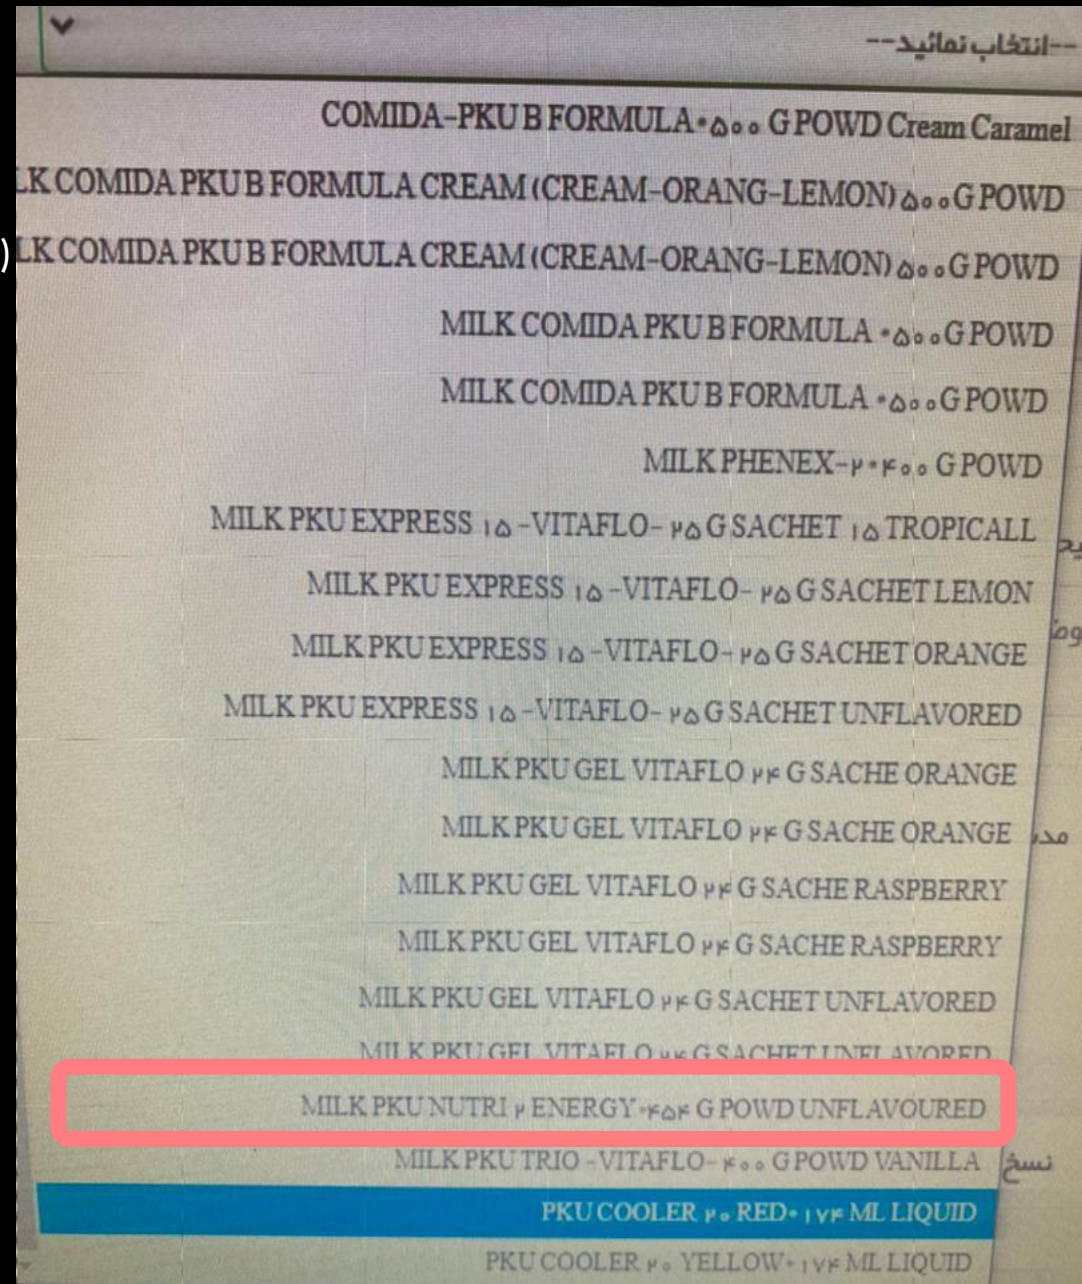 --انتخاب نمائید--
COMIDA-PKU B FORMULA•۵۰۰ G POWD Cream Caramel
LK COMIDA PKU B FORMULA CREAM (CREAM-ORANG-LEMON) ۵۰۰G POWD
)
LK COMIDA PKU B FORMULA CREAM (CREAM-ORANG-LEMON) ۵۰۰G POWD
MILK COMIDA PKU B FORMULA •۵۰۰G POWD
MILK COMIDA PKU B FORMULA •۵۰۰G POWD
MILK PHENEX-۲•۴۰۰ G POWD
MILK PKU EXPRESS ۱۵ -VITAFLO- ۲۵ G SACHET ۱۵ TROPICALL
MILK PKU EXPRESS ۱۵ -VITAFLO- ۲۵ G SACHET LEMON
MILK PKU EXPRESS ۱۵ -VITAFLO- ۲۵ G SACHET ORANGE
MILK PKU EXPRESS ۱۵ -VITAFLO- ۲۵ G SACHET UNFLAVORED
MILK PKU GEL VITAFLO ۲۴ G SACHE ORANGE
MILK PKU GEL VITAFLO ۲۴ G SACHE ORANGE
MILK PKU GEL VITAFLO ۲۴ G SACHE RASPBERRY
MILK PKU GEL VITAFLO ۲۴ G SACHE RASPBERRY
MILK PKU GEL VITAFLO ۲۴ G SACHET UNFLAVORED
MILK PKU GEL VITAFLO ۲۴ G SACHET UNFLAVORED
MILK PKU NUTRI ۲ ENERGY•۴۵۴ G POWD UNFLAVOURED
MILK PKU TRIO -VITAFLO- ۴۰۰ G POWD VANILLA
نسخ
PKU COOLER ۲۰ RED• ۱۷۴ ML LIQUID
PKU COOLER ۲۰ YELLOW• ۱۷۴ ML LIQUID